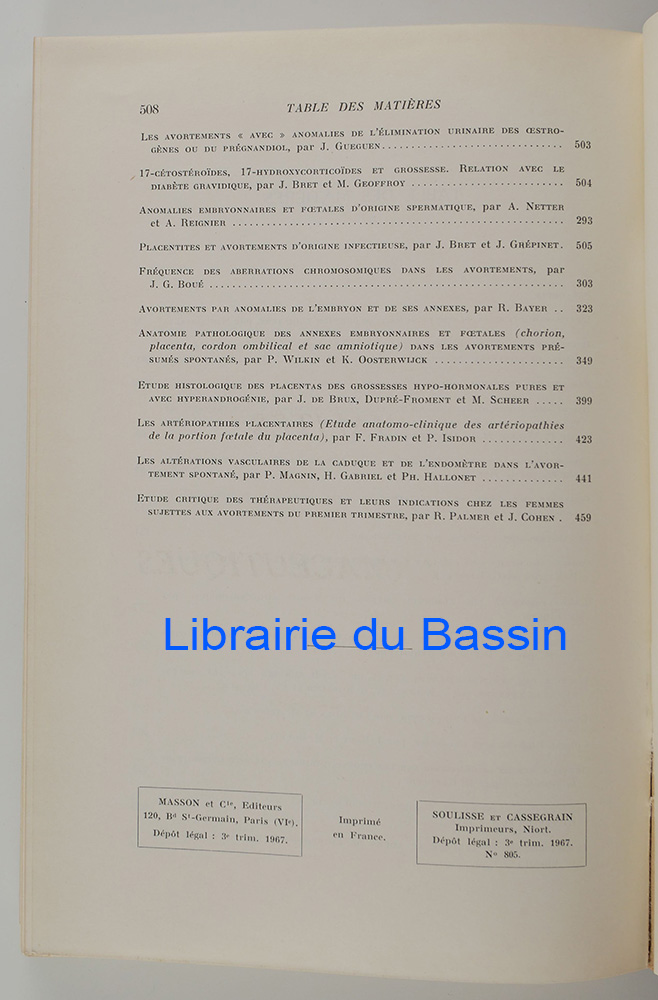 508 TABLE DES MATIÈRES
LES AVORTEMENTS « AVEC » ANOMALIES DE L'ÉLIMINATION URINAIRE DES ŒSTRO-
GÈNES OU DU PRÉGNANDIOL, par J. GUEGUEN................................ 503
17-CÉTOSTÉROÏDES, 17-HYDROXYCORTICOÏDES ET GROSSESSE. RELATION AVEC LE
DIABÈTE GRAVIDIQUE, par J. BRET et M. GEOFFROY ........................... 504
ANOMALIES EMBRYONNAIRES ET FŒTALES D'ORIGINE SPERMATIQUE, par A. NETTER
et A. REIGNIER .......................................................... 293
PLACENTITES ET AVORTEMENTS D'ORIGINE INFECTIEUSE, par J. BRET et J. GRÉPINET. 505
FRÉQUENCE DES ABERRATIONS CHROMOSOMIQUES DANS LES AVORTEMENTS, par
J. G. BOUÉ .............................................................. 303
AVORTEMENTS PAR ANOMALIES DE L'EMBRYON ET DE SES ANNEXES, par R. BAYER .. 323
ANATOMIE PATHOLOGIQUE DES ANNEXES EMBRYONNAIRES ET FŒTALES (chorion,
placenta, cordon ombilical et sac amniotique) DANS LES AVORTEMENTS PRÉ-
SUMÉS SPONTANÉS, par P. WILKIN et K. OOSTERWIJCK ...................... 349
ETUDE HISTOLOGIQUE DES PLACENTAS DES GROSSESSES HYPO-HORMONALES PURES ET
AVEC HYPERANDROGÉNIE, par J. DE BRUX, DUPRÉ-FROMENT et M. SCHEER ..... 399
LES ARTÉRIOPATHIES PLACENTAIRES (Etude anatomo-clinique des artériopathies
de la portion fœtale du placenta), par F. FRADIN et P. ISIDOR .............. 423
LES ALTÉRATIONS VASCULAIRES DE LA CADUQUE ET DE L'ENDOMÈTRE DANS L'AVOR-
TEMENT SPONTANÉ, par P. MAGNIN, H. GABRIEL et PH. HALLONET .............. 441
ETUDE CRITIQUE DES THÉRAPEUTIQUES ET LEURS INDICATIONS CHEZ LES FEMMES
SUJETTES AUX AVORTEMENTS DU PREMIER TRIMESTRE, par R. PALMER et J. COHEN . 459
Librairie du Bassin
MASSON et Cie, Editeurs
120, Bd St-Germain, Paris (VIe).
Dépôt légal : 3e trim. 1967.
Imprimé
en France.
SOULISSE ET CASSEGRAIN
Imprimeurs, Niort.
Dépôt légal : 3e trim. 1967.
No 805.